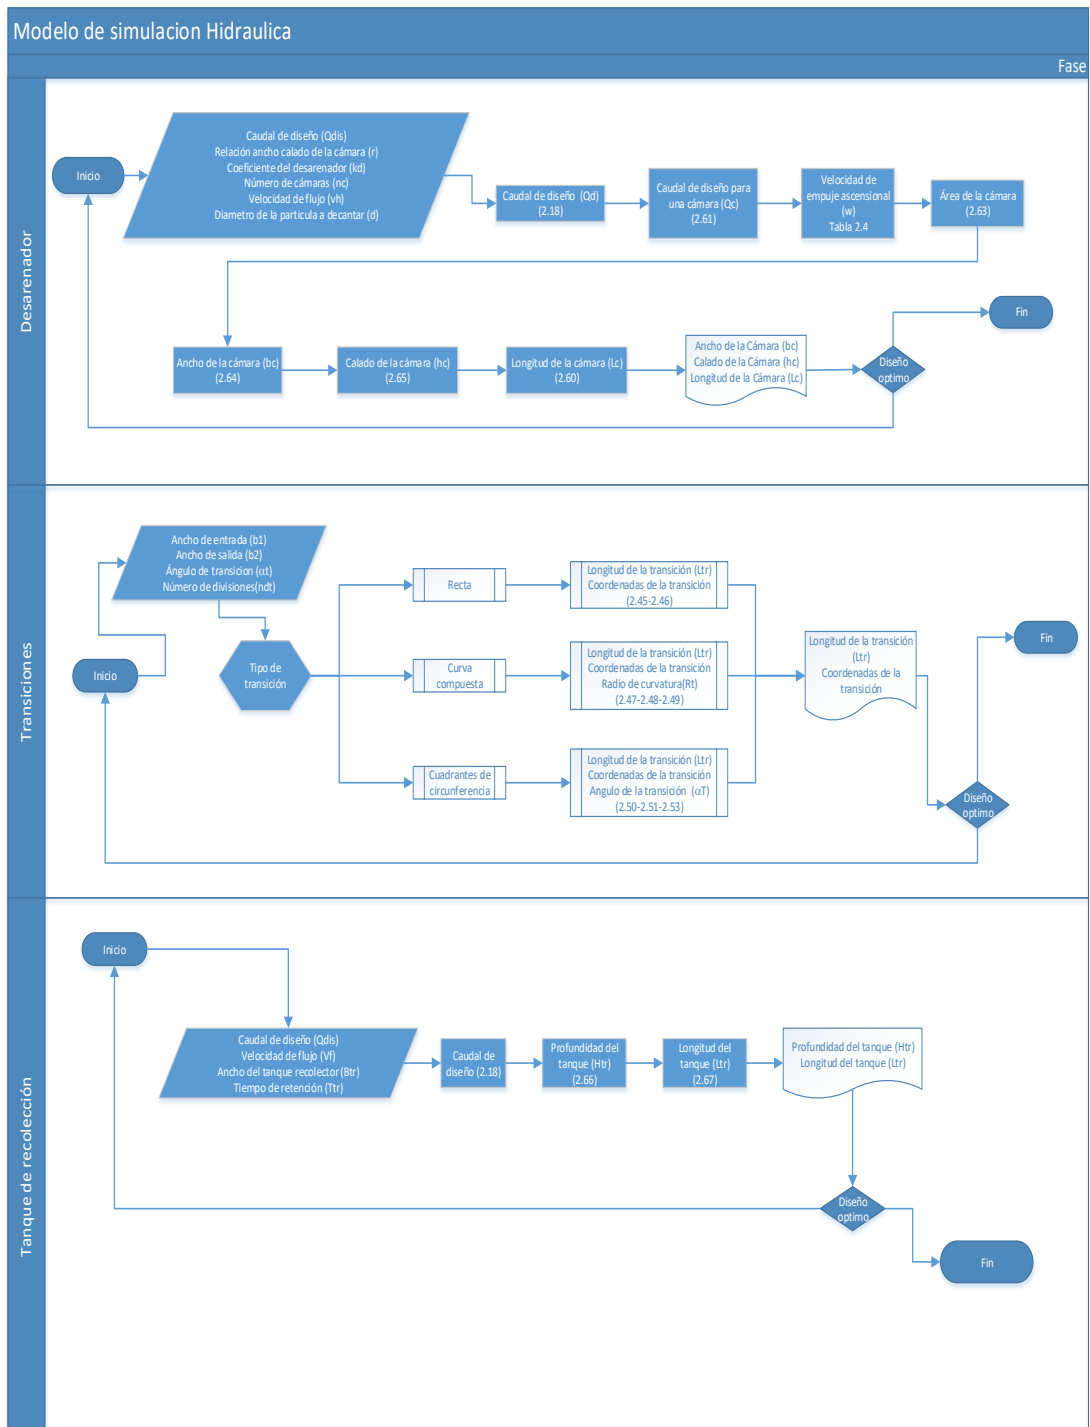 Modelo de simulacion Hidraulica
Fase
Desarenador
Inicio
Caudal de diseño (Qdis)
Relación ancho calado de la cámara (r)
Coeficiente del desarenador (kd)
Número de cámaras (nc)
Velocidad de flujo (vh)
Diametro de la particula a decantar (d)
Caudal de diseño (Qd)
(2.18)
Caudal de diseño para
una cámara (Qc)
(2.61)
Velocidad de
empuje ascensional
(w)
Tabla 2.4
Área de la cámara
(2.63)
Ancho de la cámara (bc)
(2.64)
Calado de la cámara (hc)
(2.65)
Longitud de la cámara (Lc)
(2.60)
Ancho de la Cámara (bc)
Calado de la Cámara (hc)
Longitud de la Cámara (Lc)
Diseño
optimo
Fin
Transiciones
Inicio
Ancho de entrada (b1)
Ancho de salida (b2)
Ángulo de transicion (αt)
Número de divisiones(ndt)
Tipo de
transición
Recta
Longitud de la transición (Ltr)
Coordenadas de la transición
(2.45-2.46)
Curva
compuesta
Longitud de la transición (Ltr)
Coordenadas de la transición
Radio de curvatura(Rt)
(2.47-2.48-2.49)
Cuadrantes de
circunferencia
Longitud de la transición (Ltr)
Coordenadas de la transición
Angulo de la transición (αT)
(2.50-2.51-2.53)
Longitud de la transición
(Ltr)
Coordenadas de la
transición
Diseño
optimo
Fin
Tanque de recolección
Inicio
Caudal de diseño (Qdis)
Velocidad de flujo (Vf)
Ancho del tanque recolector (Btr)
Tiempo de retención (Ttr)
Caudal de
diseño (2.18)
Profundidad del
tanque (Htr)
(2.66)
Longitud del
tanque (Ltr)
(2.67)
Profundidad del tanque (Htr)
Longitud del tanque (Ltr)
Diseño
optimo
Fin